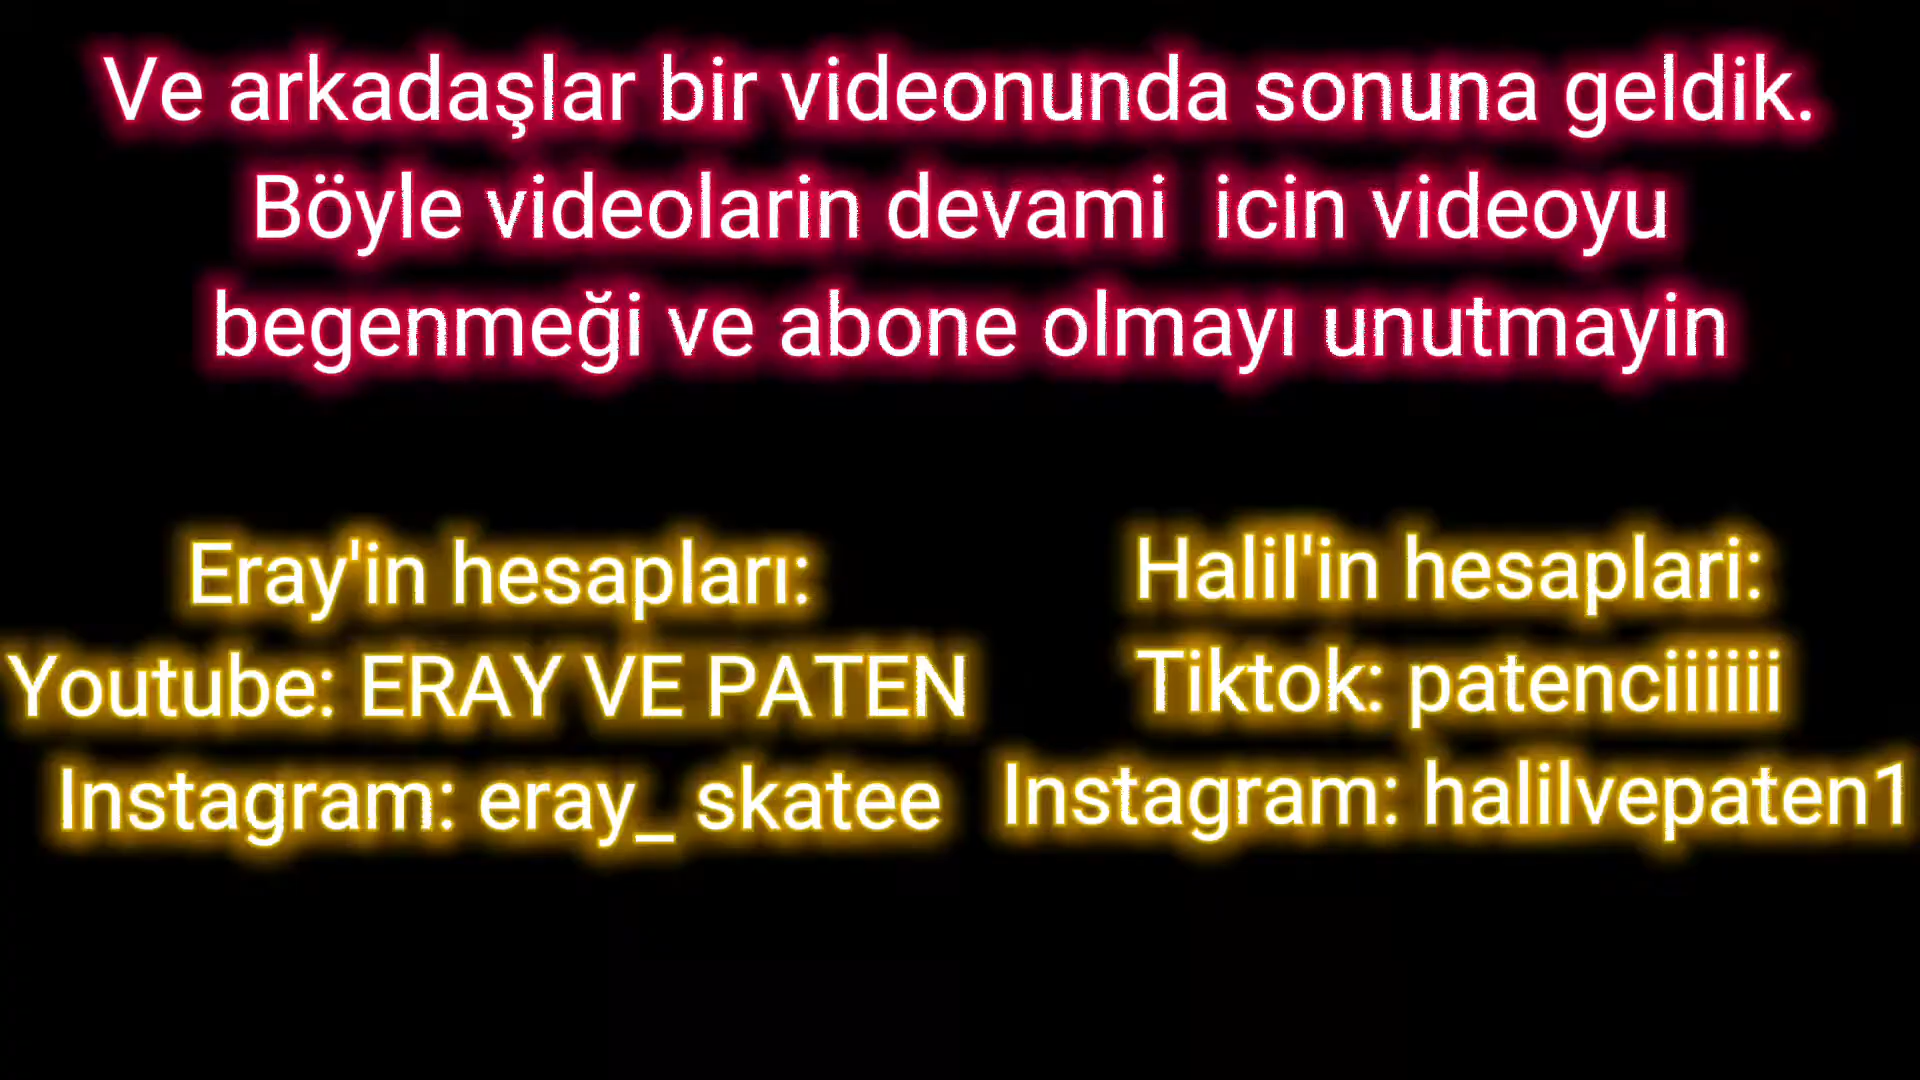 Ve arkadaşlar bir videonunda sonuna geldik.
Böyle videolarin devami icin videoyu
begenmeği ve abone olmayı unutmayin
Eray'in hesapları:
Youtube: ERAY VE PATEN
Instagram: eray_ skatee
Halil'in hesaplari:
Tiktok: patenciiiiii
Instagram: halilvepaten1